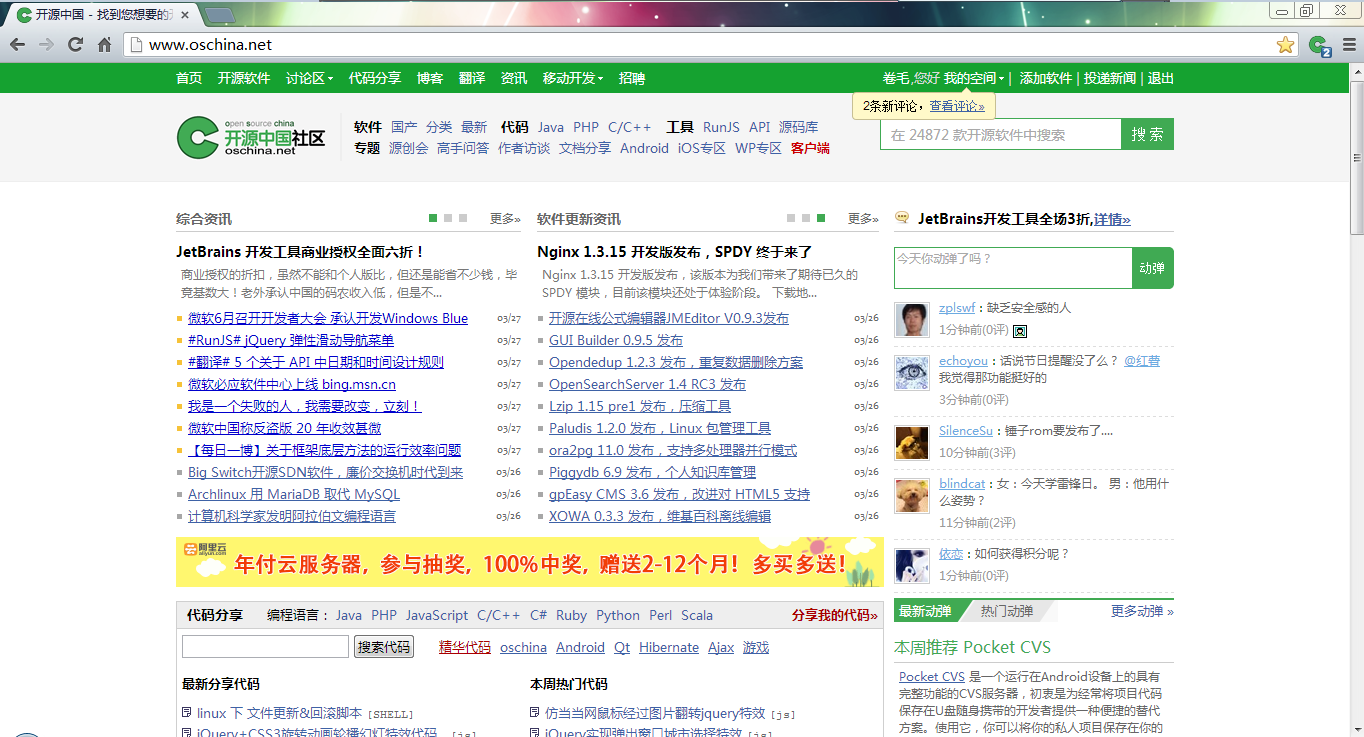 开源中国 - 找到您想要的开
www.oschina.net
2
首页 开源软件 讨论区 代码分享 博客 翻译 资讯 移动开发 招聘
卷毛,您好 我的空间 | 添加软件 | 投递新闻 | 退出
2条新评论，查看评论»
open source china
开源中国社区
oschina.net
软件 国产 分类 最新 代码 Java PHP C/C++ 工具 RunJS API 源码库
专题 源创会 高手问答 作者访谈 文档分享 Android iOS专区 WP专区 客户端
在 24872 款开源软件中搜索
搜 索
综合资讯 更多»
JetBrains 开发工具商业授权全面六折！
商业授权的折扣，虽然不能和个人版比，但还是能省不少钱，毕
竟基数大！老外承认中国的码农收入低，但是不...
微软6月召开开发者大会 承认开发Windows Blue 03/27
#RunJS# jQuery 弹性滑动导航菜单 03/27
#翻译# 5 个关于 API 中日期和时间设计规则 03/27
微软必应软件中心上线 bing.msn.cn 03/27
我是一个失败的人，我需要改变，立刻！ 03/27
微软中国称反盗版 20 年收效甚微 03/27
【每日一博】关于框架底层方法的运行效率问题 03/27
Big Switch开源SDN软件，廉价交换机时代到来 03/26
Archlinux 用 MariaDB 取代 MySQL 03/26
计算机科学家发明阿拉伯文编程语言 03/26
软件更新资讯 更多»
Nginx 1.3.15 开发版发布，SPDY 终于来了
Nginx 1.3.15 开发版发布，该版本为我们带来了期待已久的
SPDY 模块，目前该模块还处于体验阶段。 下载地...
开源在线公式编辑器JMEditor V0.9.3发布 03/26
GUI Builder 0.9.5 发布 03/26
Opendedup 1.2.3 发布，重复数据删除方案 03/26
OpenSearchServer 1.4 RC3 发布 03/26
Lzip 1.15 pre1 发布，压缩工具 03/26
Paludis 1.2.0 发布，Linux 包管理工具 03/26
ora2pg 11.0 发布，支持多处理器并行模式 03/26
Piggydb 6.9 发布，个人知识库管理 03/26
gpEasy CMS 3.6 发布，改进对 HTML5 支持 03/26
XOWA 0.3.3 发布，维基百科离线编辑 03/26
阿里云
aliyun.com
年付云服务器, 参与抽奖, 100%中奖, 赠送2-12个月! 多买多送!
代码分享 编程语言： Java PHP JavaScript C/C++ C# Ruby Python Perl Scala 分享我的代码»
搜索代码 精华代码 oschina Android Qt Hibernate Ajax 游戏
最新分享代码
linux 下 文件更新&回滚脚本 [SHELL]
jQuery+CSS3旋转动画轮播幻灯特效代码 [js]
本周热门代码
仿当当网鼠标经过图片翻转jquery特效 [js]
jQuery实现弹出窗口城市选择特效 [js]
JetBrains开发工具全场3折,详情»
今天你动弹了吗？
动弹
zplswf：缺乏安全感的人
1分钟前(0评)
echoyou：话说节日提醒没了么？ @红薯
我觉得那功能挺好的
3分钟前(0评)
SilenceSu：锤子rom要发布了....
10分钟前(3评)
blindcat：女：今天学雷锋日。 男：他用什
么姿势？
11分钟前(2评)
依恋：如何获得积分呢？
1分钟前(0评)
最新动弹 热门动弹 更多动弹 »
本周推荐 Pocket CVS
Pocket CVS 是一个运行在Android设备上的具有
完整功能的CVS服务器，初衷是为经常将项目代码
保存在U盘随身携带的开发者提供一种便捷的替代
方案。使用它，你可以将你的私人项目保存在你的